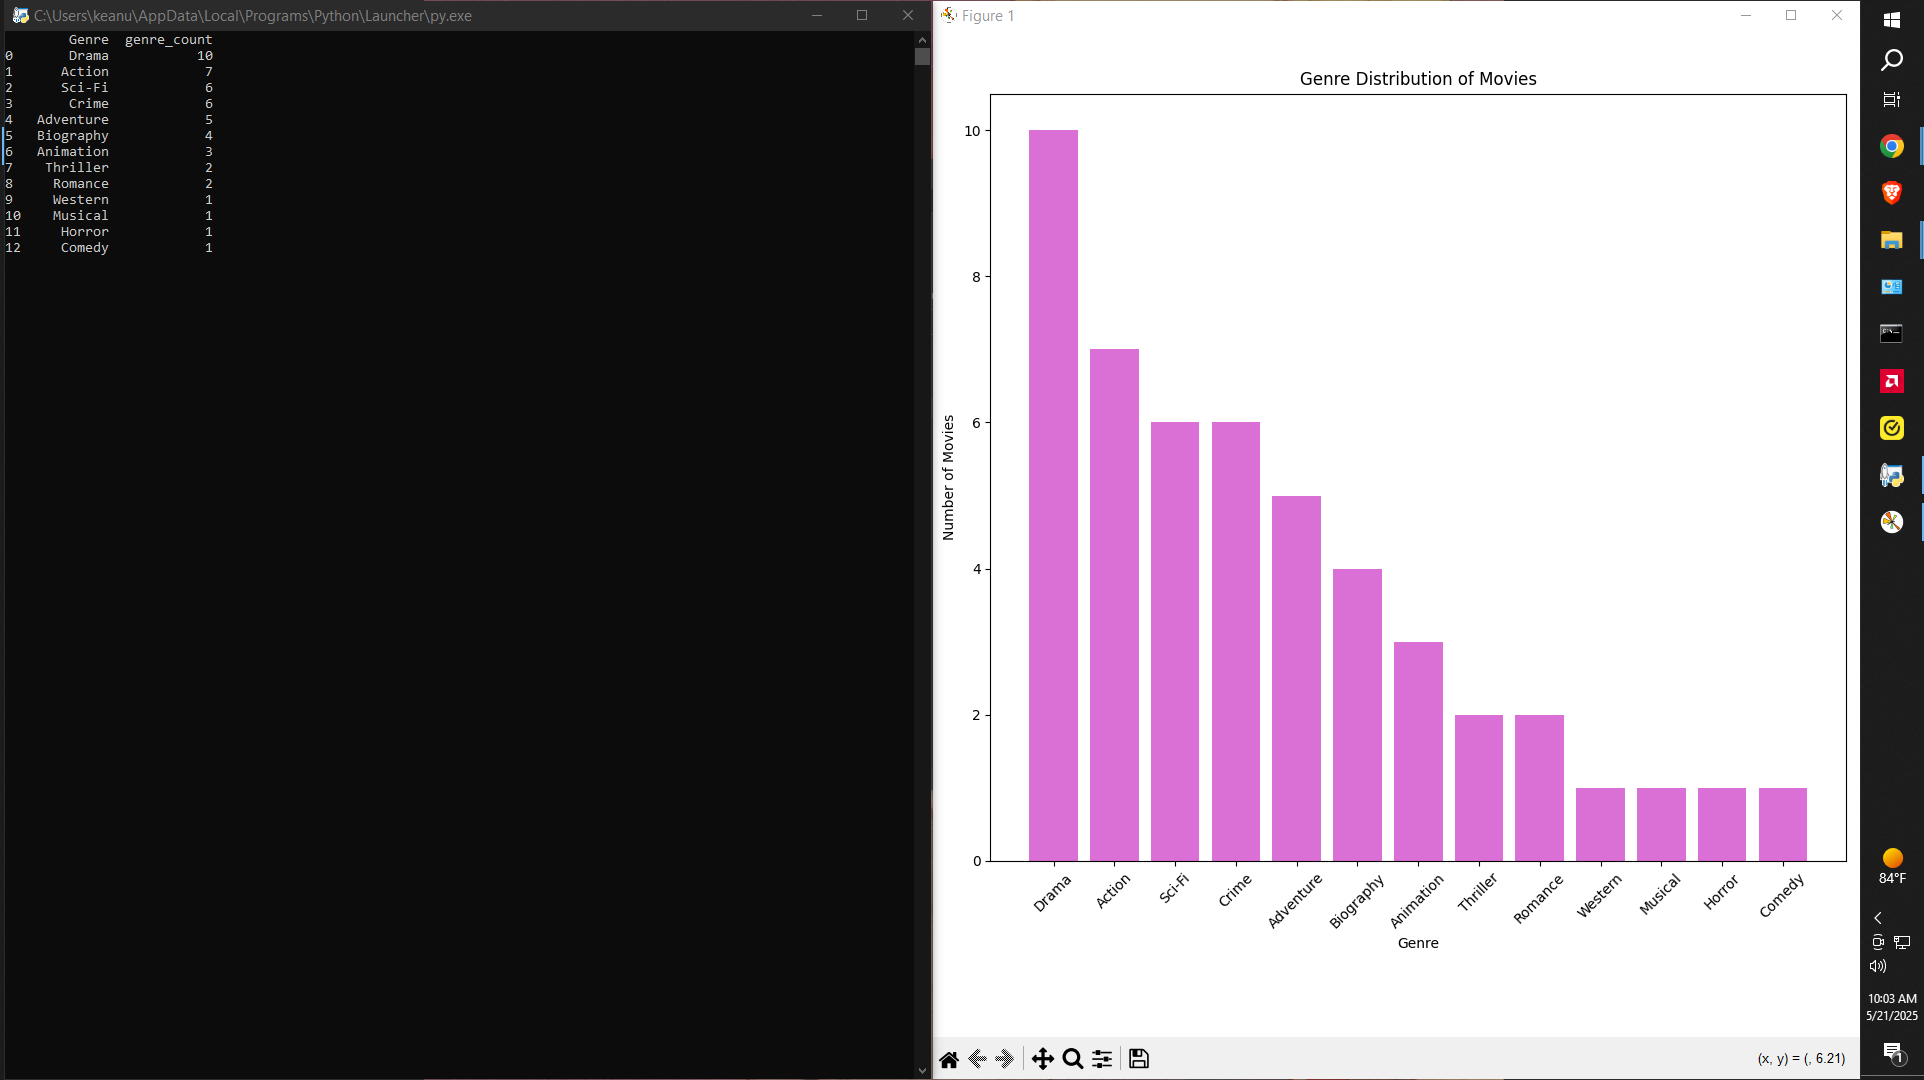 C:\Users\keanu\AppData\Local\Programs\Python\Launcher\py.exe
Genre genre_count
0 Drama 10
1 Action 7
2 Sci-Fi 6
3 Crime 6
4 Adventure 5
5 Biography 4
6 Animation 3
7 Thriller 2
8 Romance 2
9 Western 1
10 Musical 1
11 Horror 1
12 Comedy 1
Figure 1
Genre Distribution of Movies
Number of Movies
10
8
6
4
2
0
Drama
Action
Sci-Fi
Crime
Adventure
Biography
Animation
Thriller
Romance
Western
Musical
Horror
Comedy
Genre
(x, y) = (, 6.21)
84°F
10:03 AM
5/21/2025
1